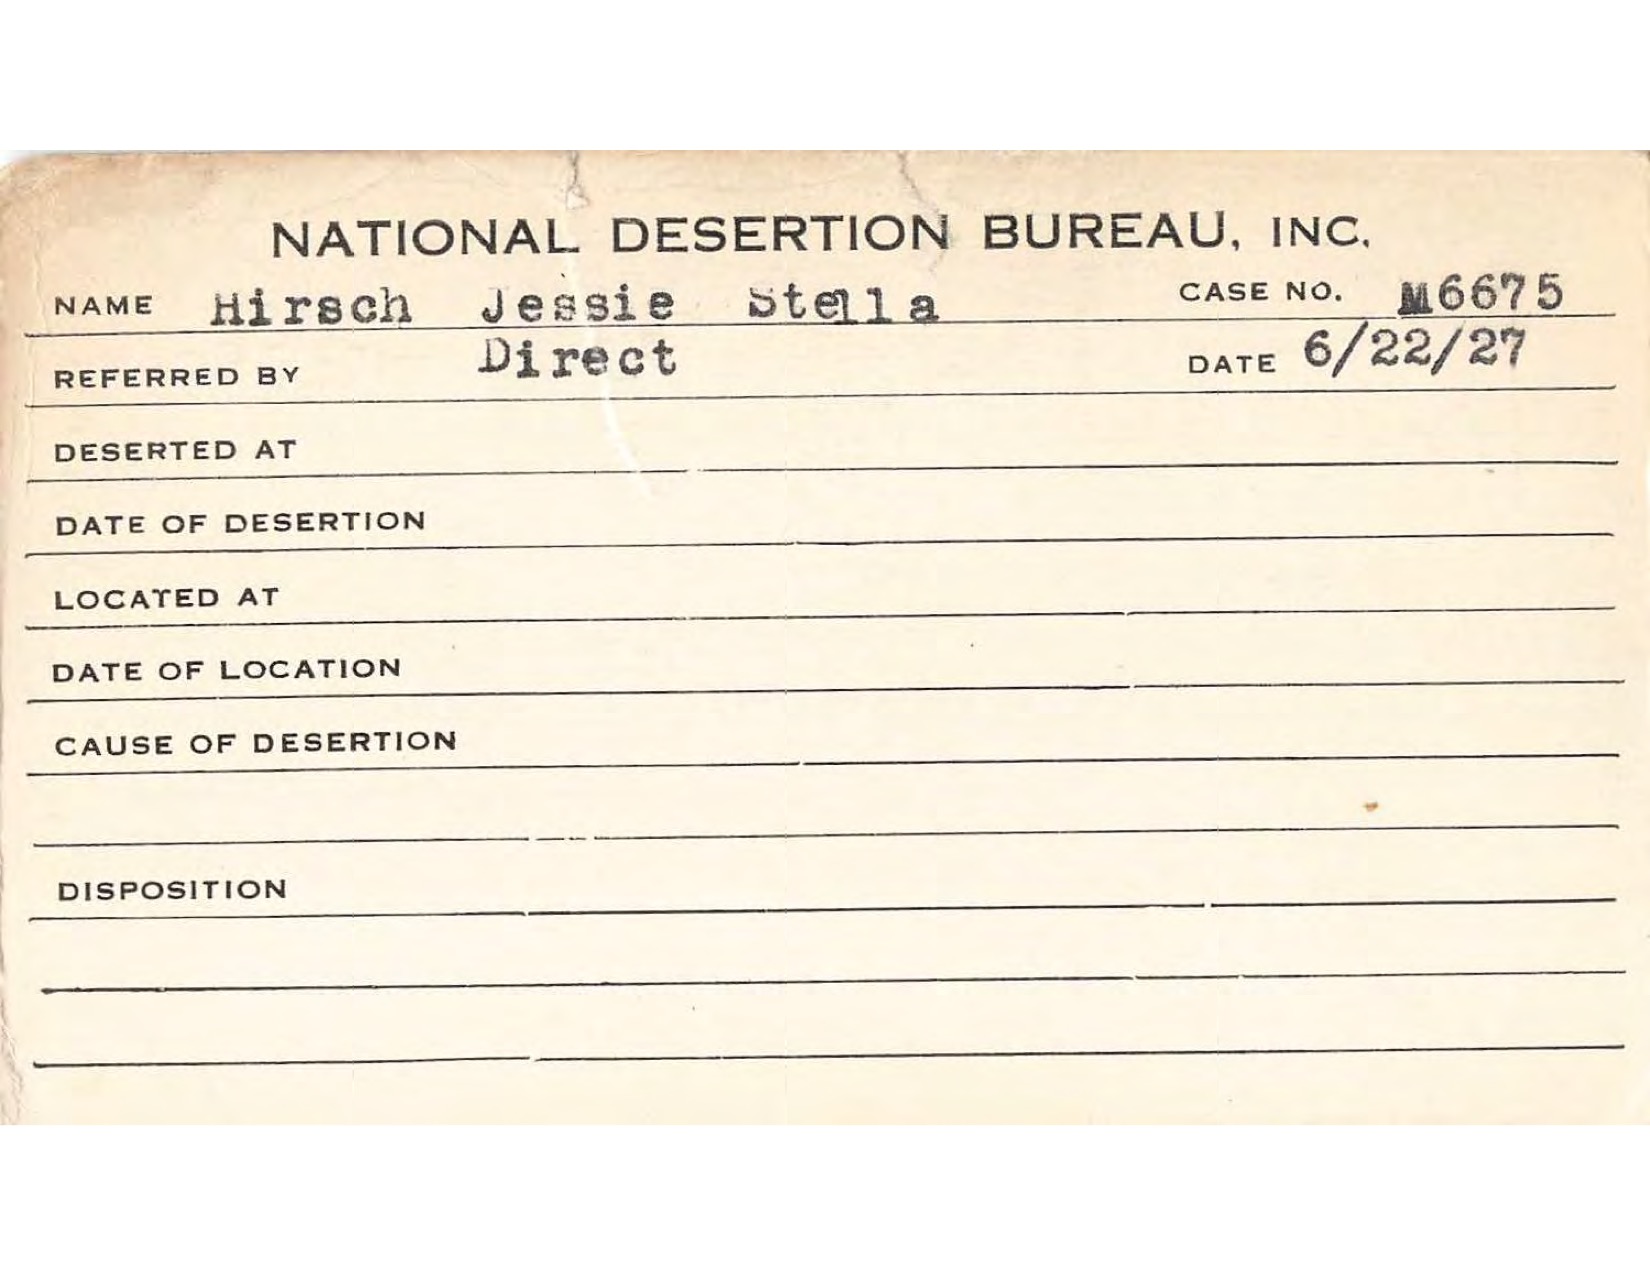 NATIONAL DESERTION BUREAU, INC.
NAME Hirsch Jessie Stella CASE NO. M6675
REFERRED BY Direct DATE 6/22/27
DESERTED AT
DATE OF DESERTION
LOCATED AT
DATE OF LOCATION
CAUSE OF DESERTION
DISPOSITION